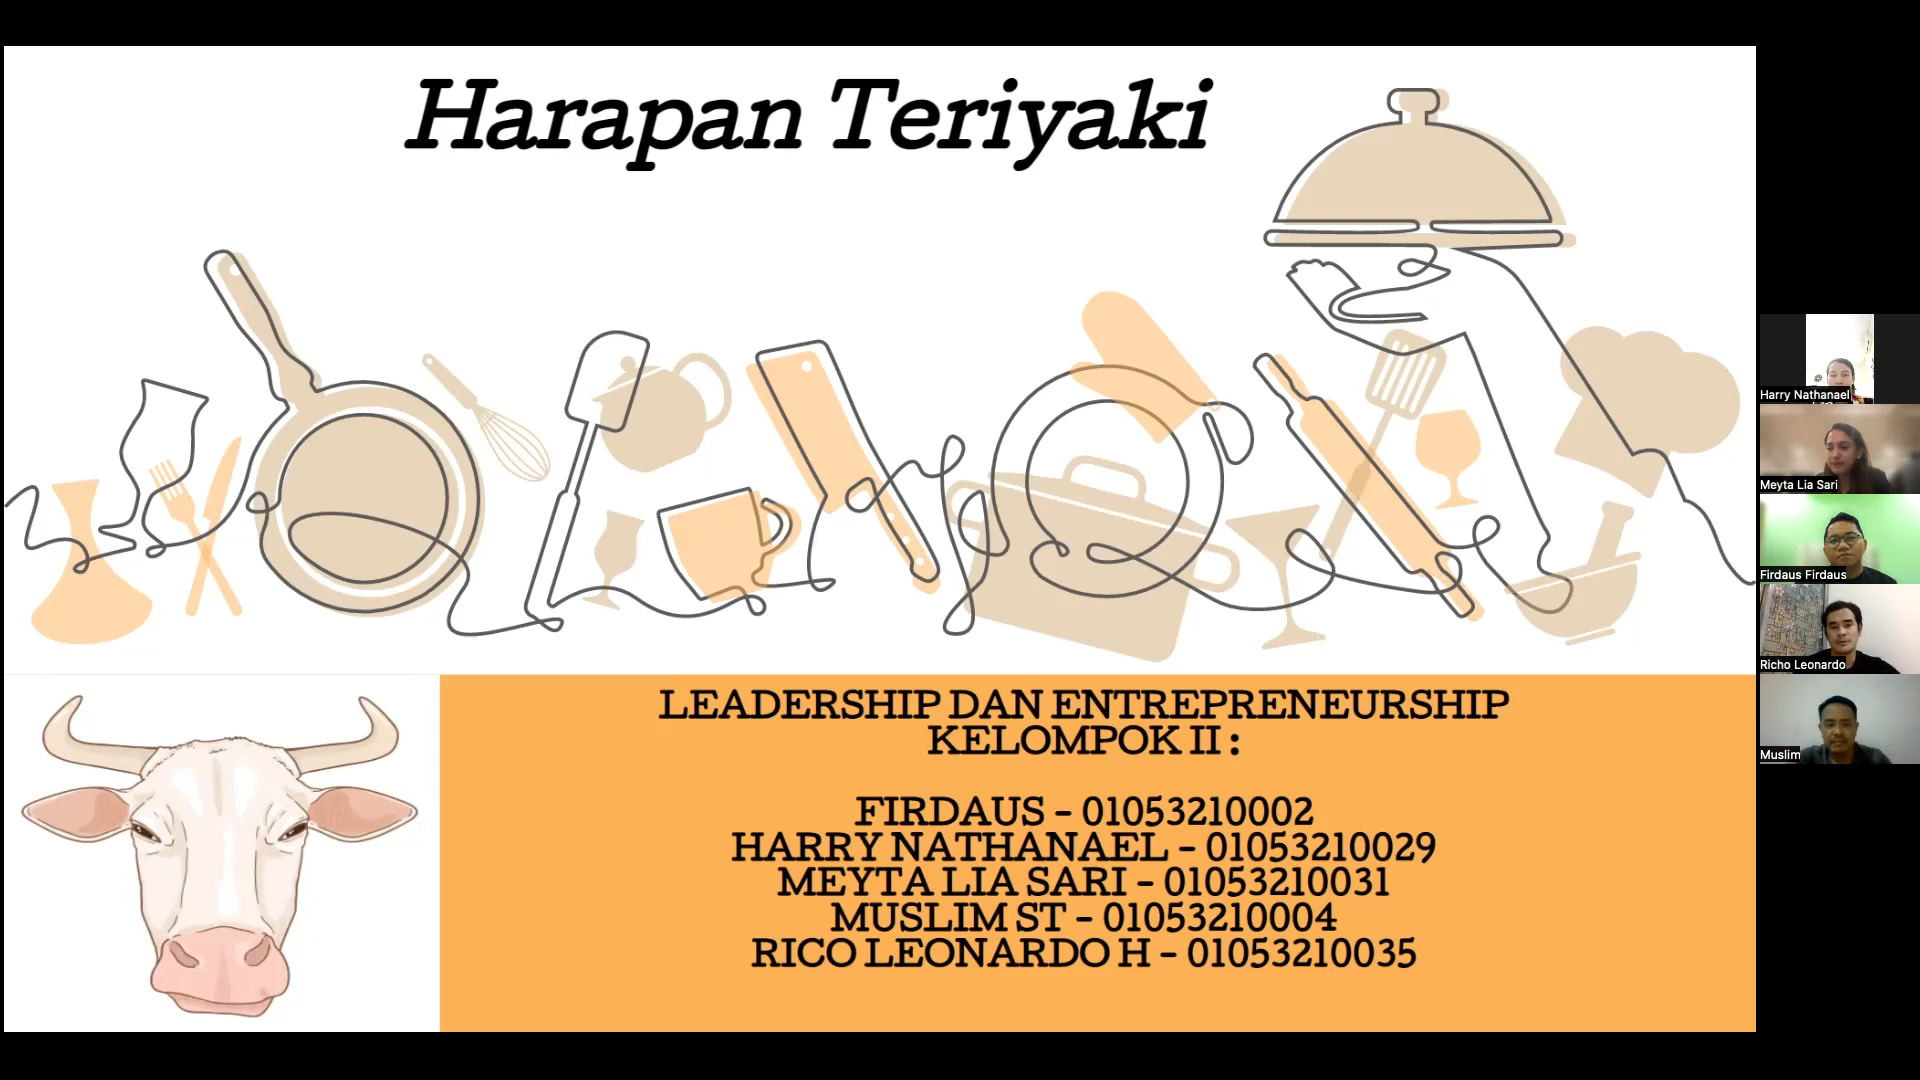 Harapan Teriyaki
LEADERSHIP DAN ENTREPRENEURSHIP
KELOMPOK II :
FIRDAUS - 01053210002
HARRY NATHANAEL - 01053210029
MEYTA LIA SARI - 01053210031
MUSLIM ST - 01053210004
RICO LEONARDO H - 01053210035
Harry Nathanael
Meyta Lia Sari
Firdaus Firdaus
Richo Leonardo
Muslim